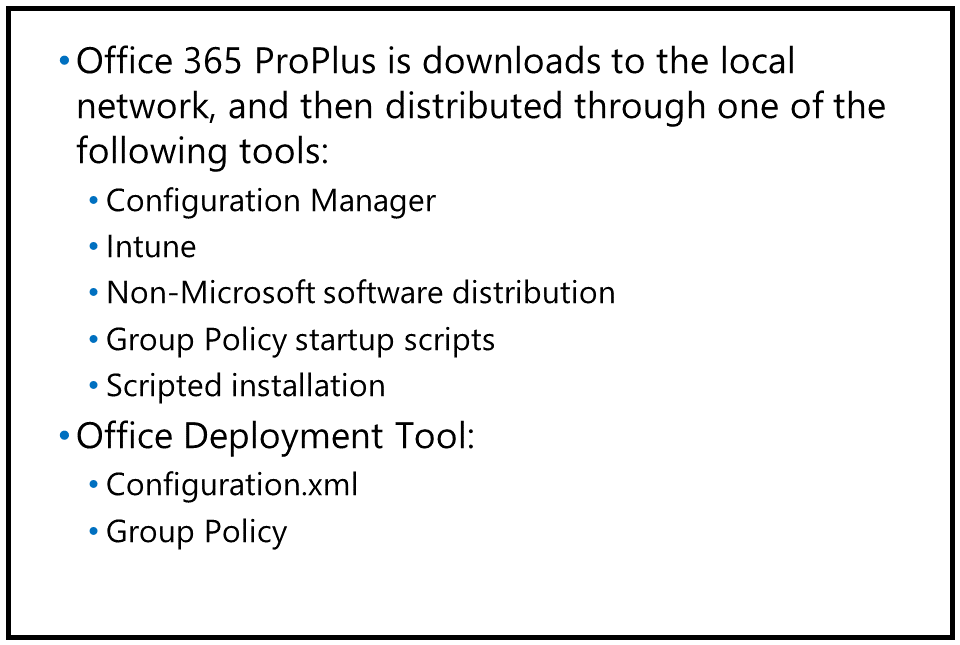 • Office 365 ProPlus is downloads to the local
network, and then distributed through one of the
following tools:
• Configuration Manager
• Intune
• Non-Microsoft software distribution
• Group Policy startup scripts
• Scripted installation
• Office Deployment Tool:
• Configuration.xml
• Group Policy